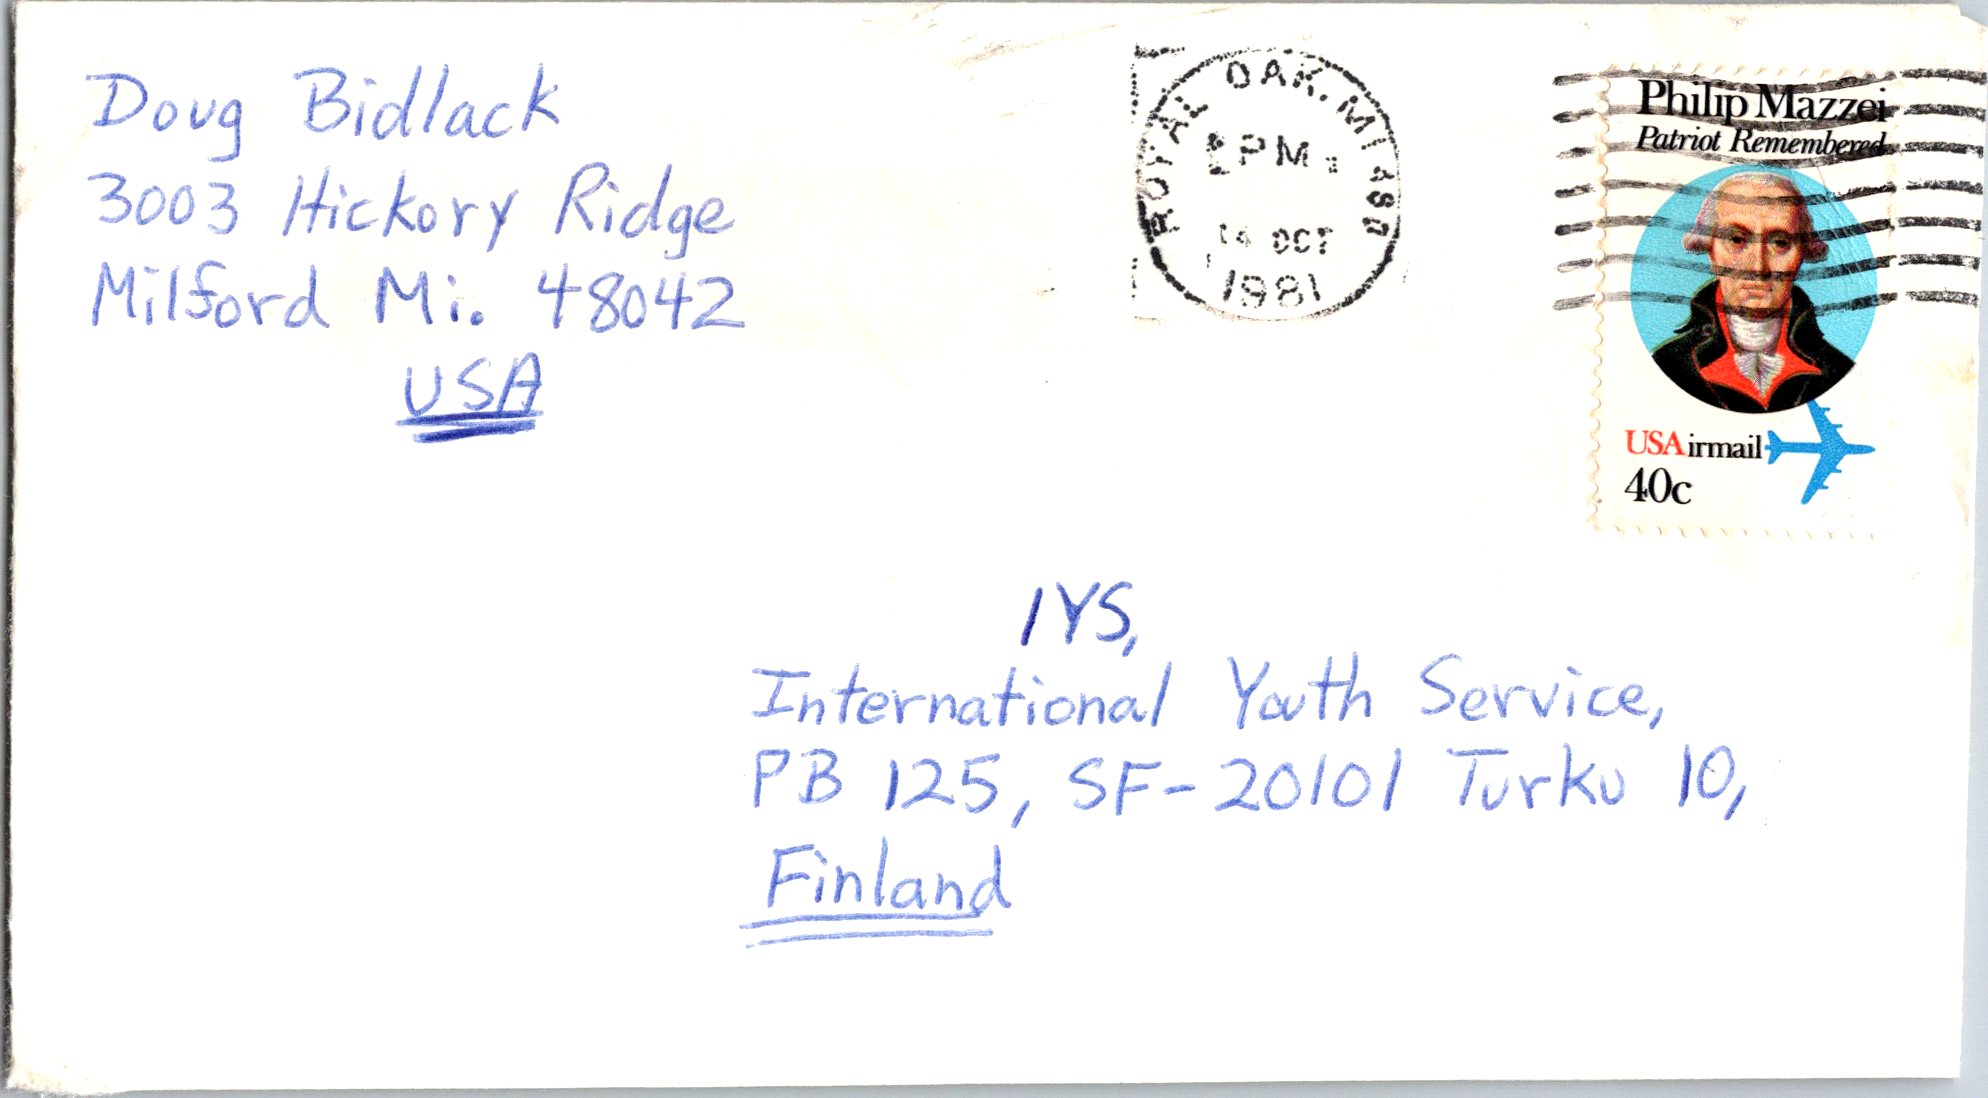 Doug Bidlack
3003 Hickory Ridge
Milford Mi. 48042
USA
ROYAL OAK, MI
PM
14 OCT
1981
Philip Mazzei
Patriot Remembered
USAirmail
40c
IYS,
International Youth Service,
PB 125, SF-20101 Turku 10,
Finland